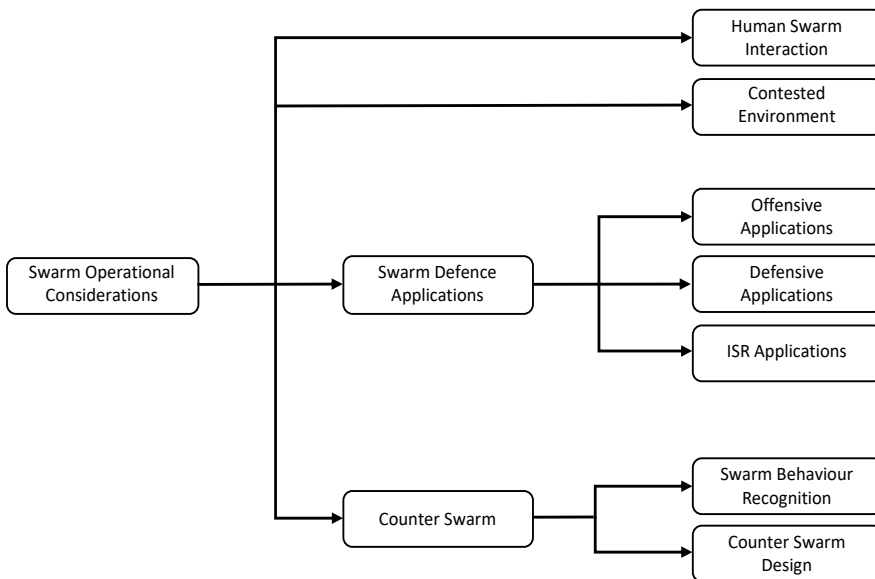 Human Swarm
Interaction
Contested
Environment
Offensive
Applications
Swarm Operational
Considerations
Swarm Defence
Applications
Defensive
Applications
ISR Applications
Swarm Behaviour
Recognition
Counter Swarm
Counter Swarm
Design